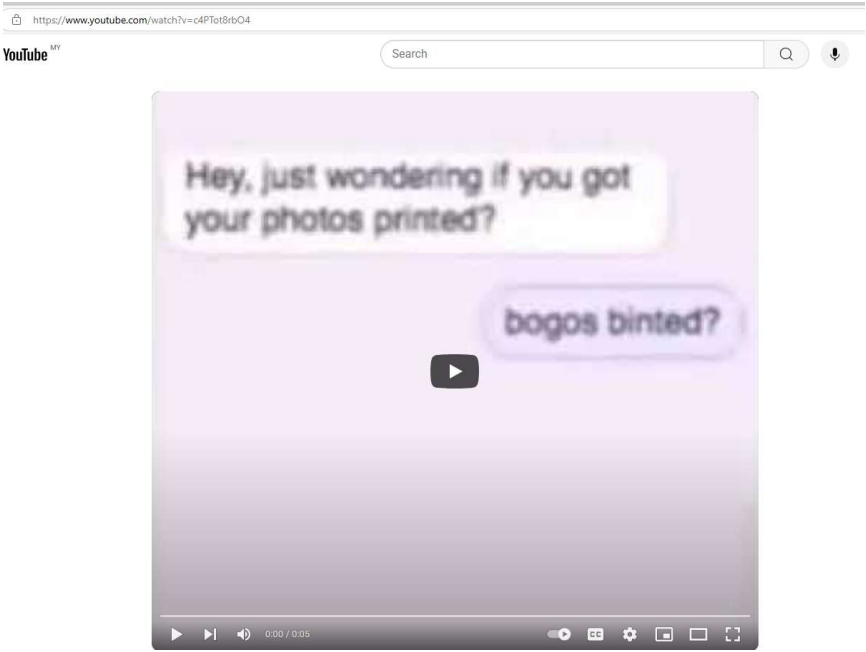 https://www.youtube.com/watch?v=c4PTot8rbO4
YouTube MY
Search
Hey, just wondering if you got
your photos printed?
bogos binted?
0:00 / 0:05
CC